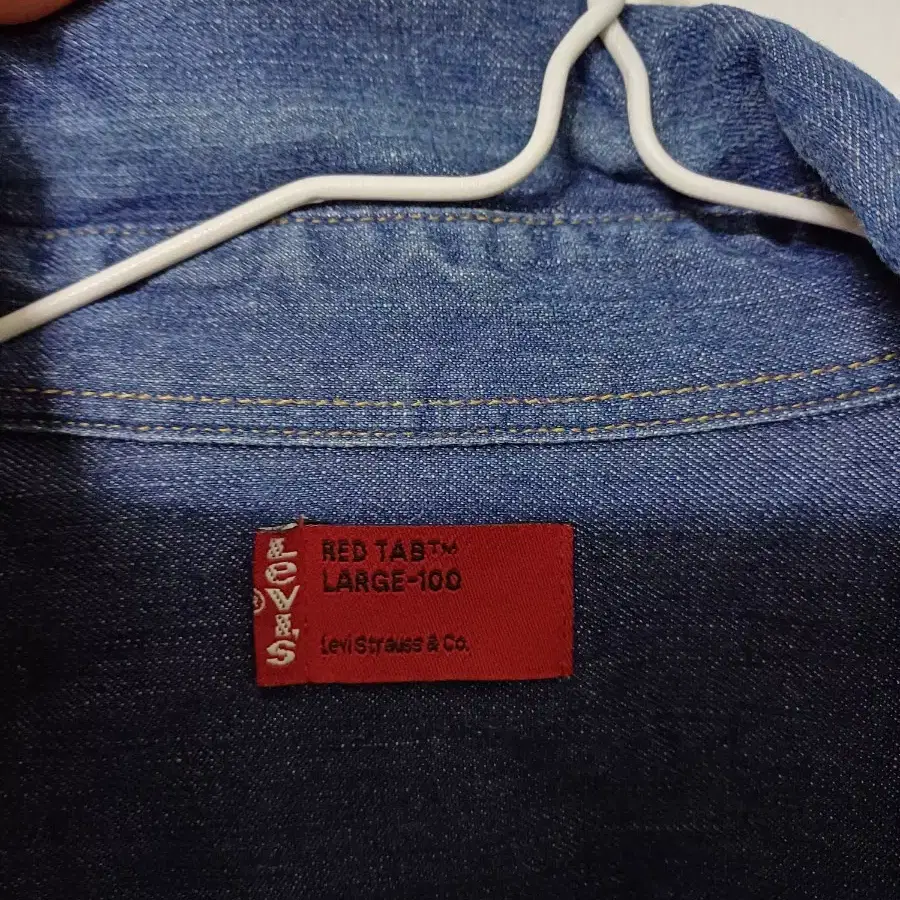 LEVI'S
®
RED TAB™
LARGE-100
Levi Strauss & Co.